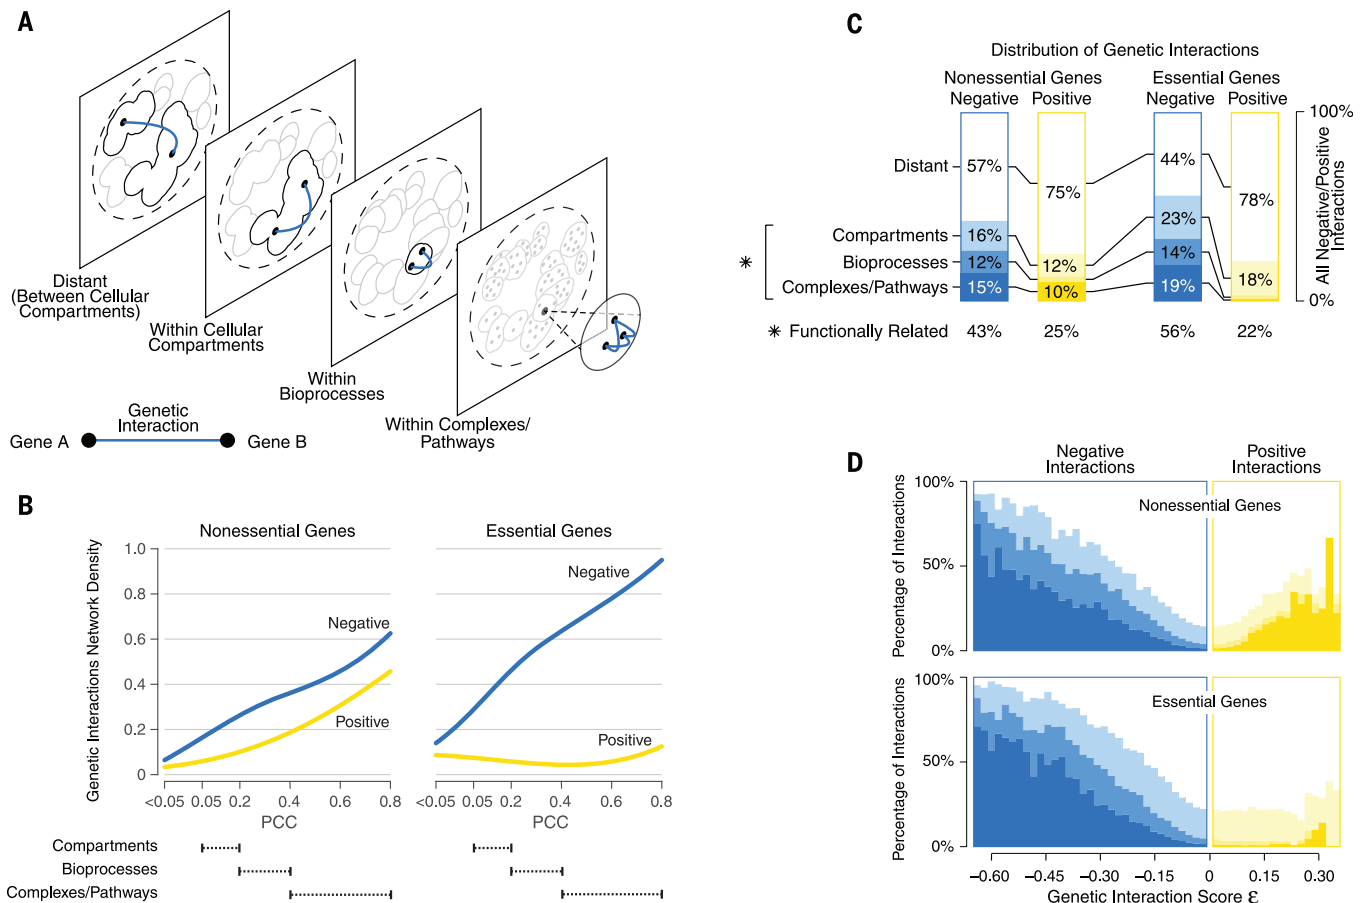 A
Distant
(Between Cellular
Compartments)
Within Cellular
Compartments
Within
Bioprocesses
Within Complexes/
Pathways
Genetic
Interaction
Gene A
Gene B
B
Nonessential Genes
Essential Genes
Genetic Interactions Network Density
1.0
0.8
0.6
0.4
0.2
0
Negative
Positive
Negative
Positive
<0.05 0.05 0.2 0.4 0.6 0.8
PCC
<0.05 0.05 0.2 0.4 0.6 0.8
PCC
Compartments
Bioprocesses
Complexes/Pathways
C
Distribution of Genetic Interactions
Nonessential Genes Essential Genes
Negative Positive Negative Positive
100%
Distant 57% 75% 44% 78%
Compartments 16% 12% 23% 18%
Bioprocesses 12% 14%
Complexes/Pathways 15% 10% 19%
0%
All Negative/Positive
Interactions
*
* Functionally Related 43% 25% 56% 22%
D
Negative
Interactions
Positive
Interactions
Percentage of Interactions
100%
50%
0%
Nonessential Genes
Percentage of Interactions
100%
50%
0%
Essential Genes
−0.60 −0.45 −0.30 −0.15 0 0.15 0.30
Genetic Interaction Score ε